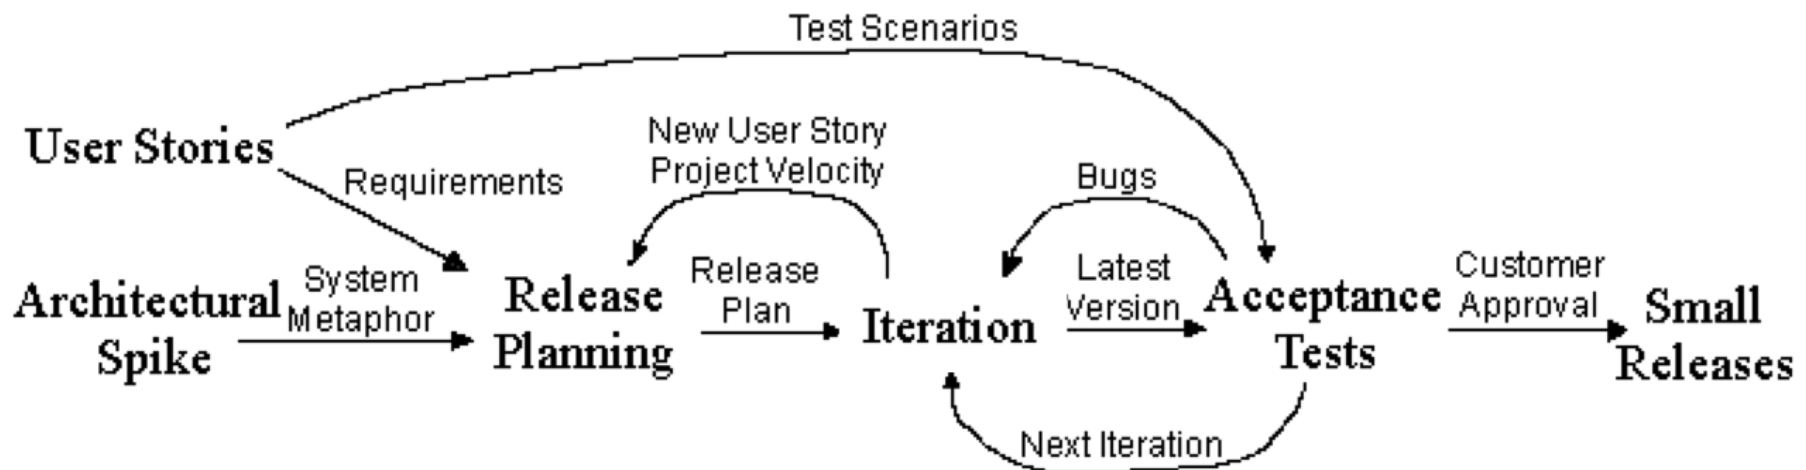 Test Scenarios
User Stories
Requirements
New User Story
Project Velocity
Bugs
Architectural
Spike
System
Metaphor
Release
Planning
Release
Plan
Iteration
Latest
Version
Acceptance
Tests
Customer
Approval
Small
Releases
Next Iteration